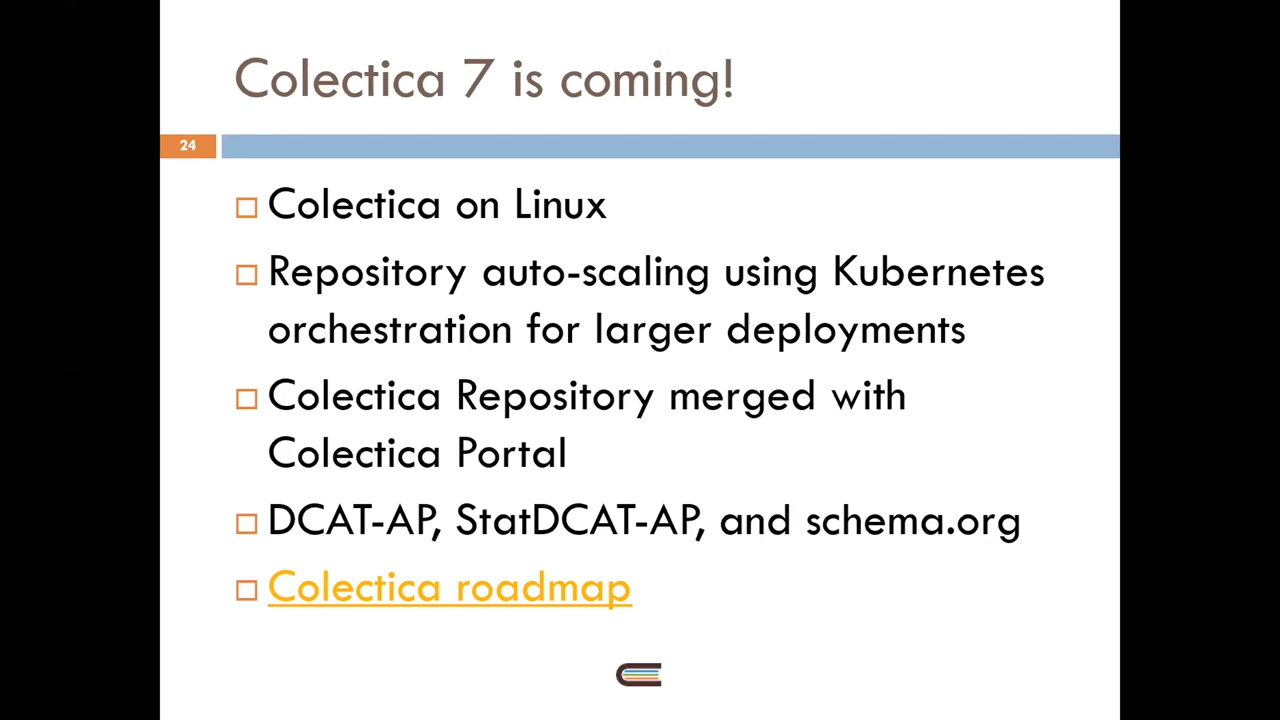 Colectica 7 is coming!
24
Colectica on Linux
Repository auto-scaling using Kubernetes
orchestration for larger deployments
Colectica Repository merged with
Colectica Portal
DCAT-AP, StatDCAT-AP, and schema.org
Colectica roadmap